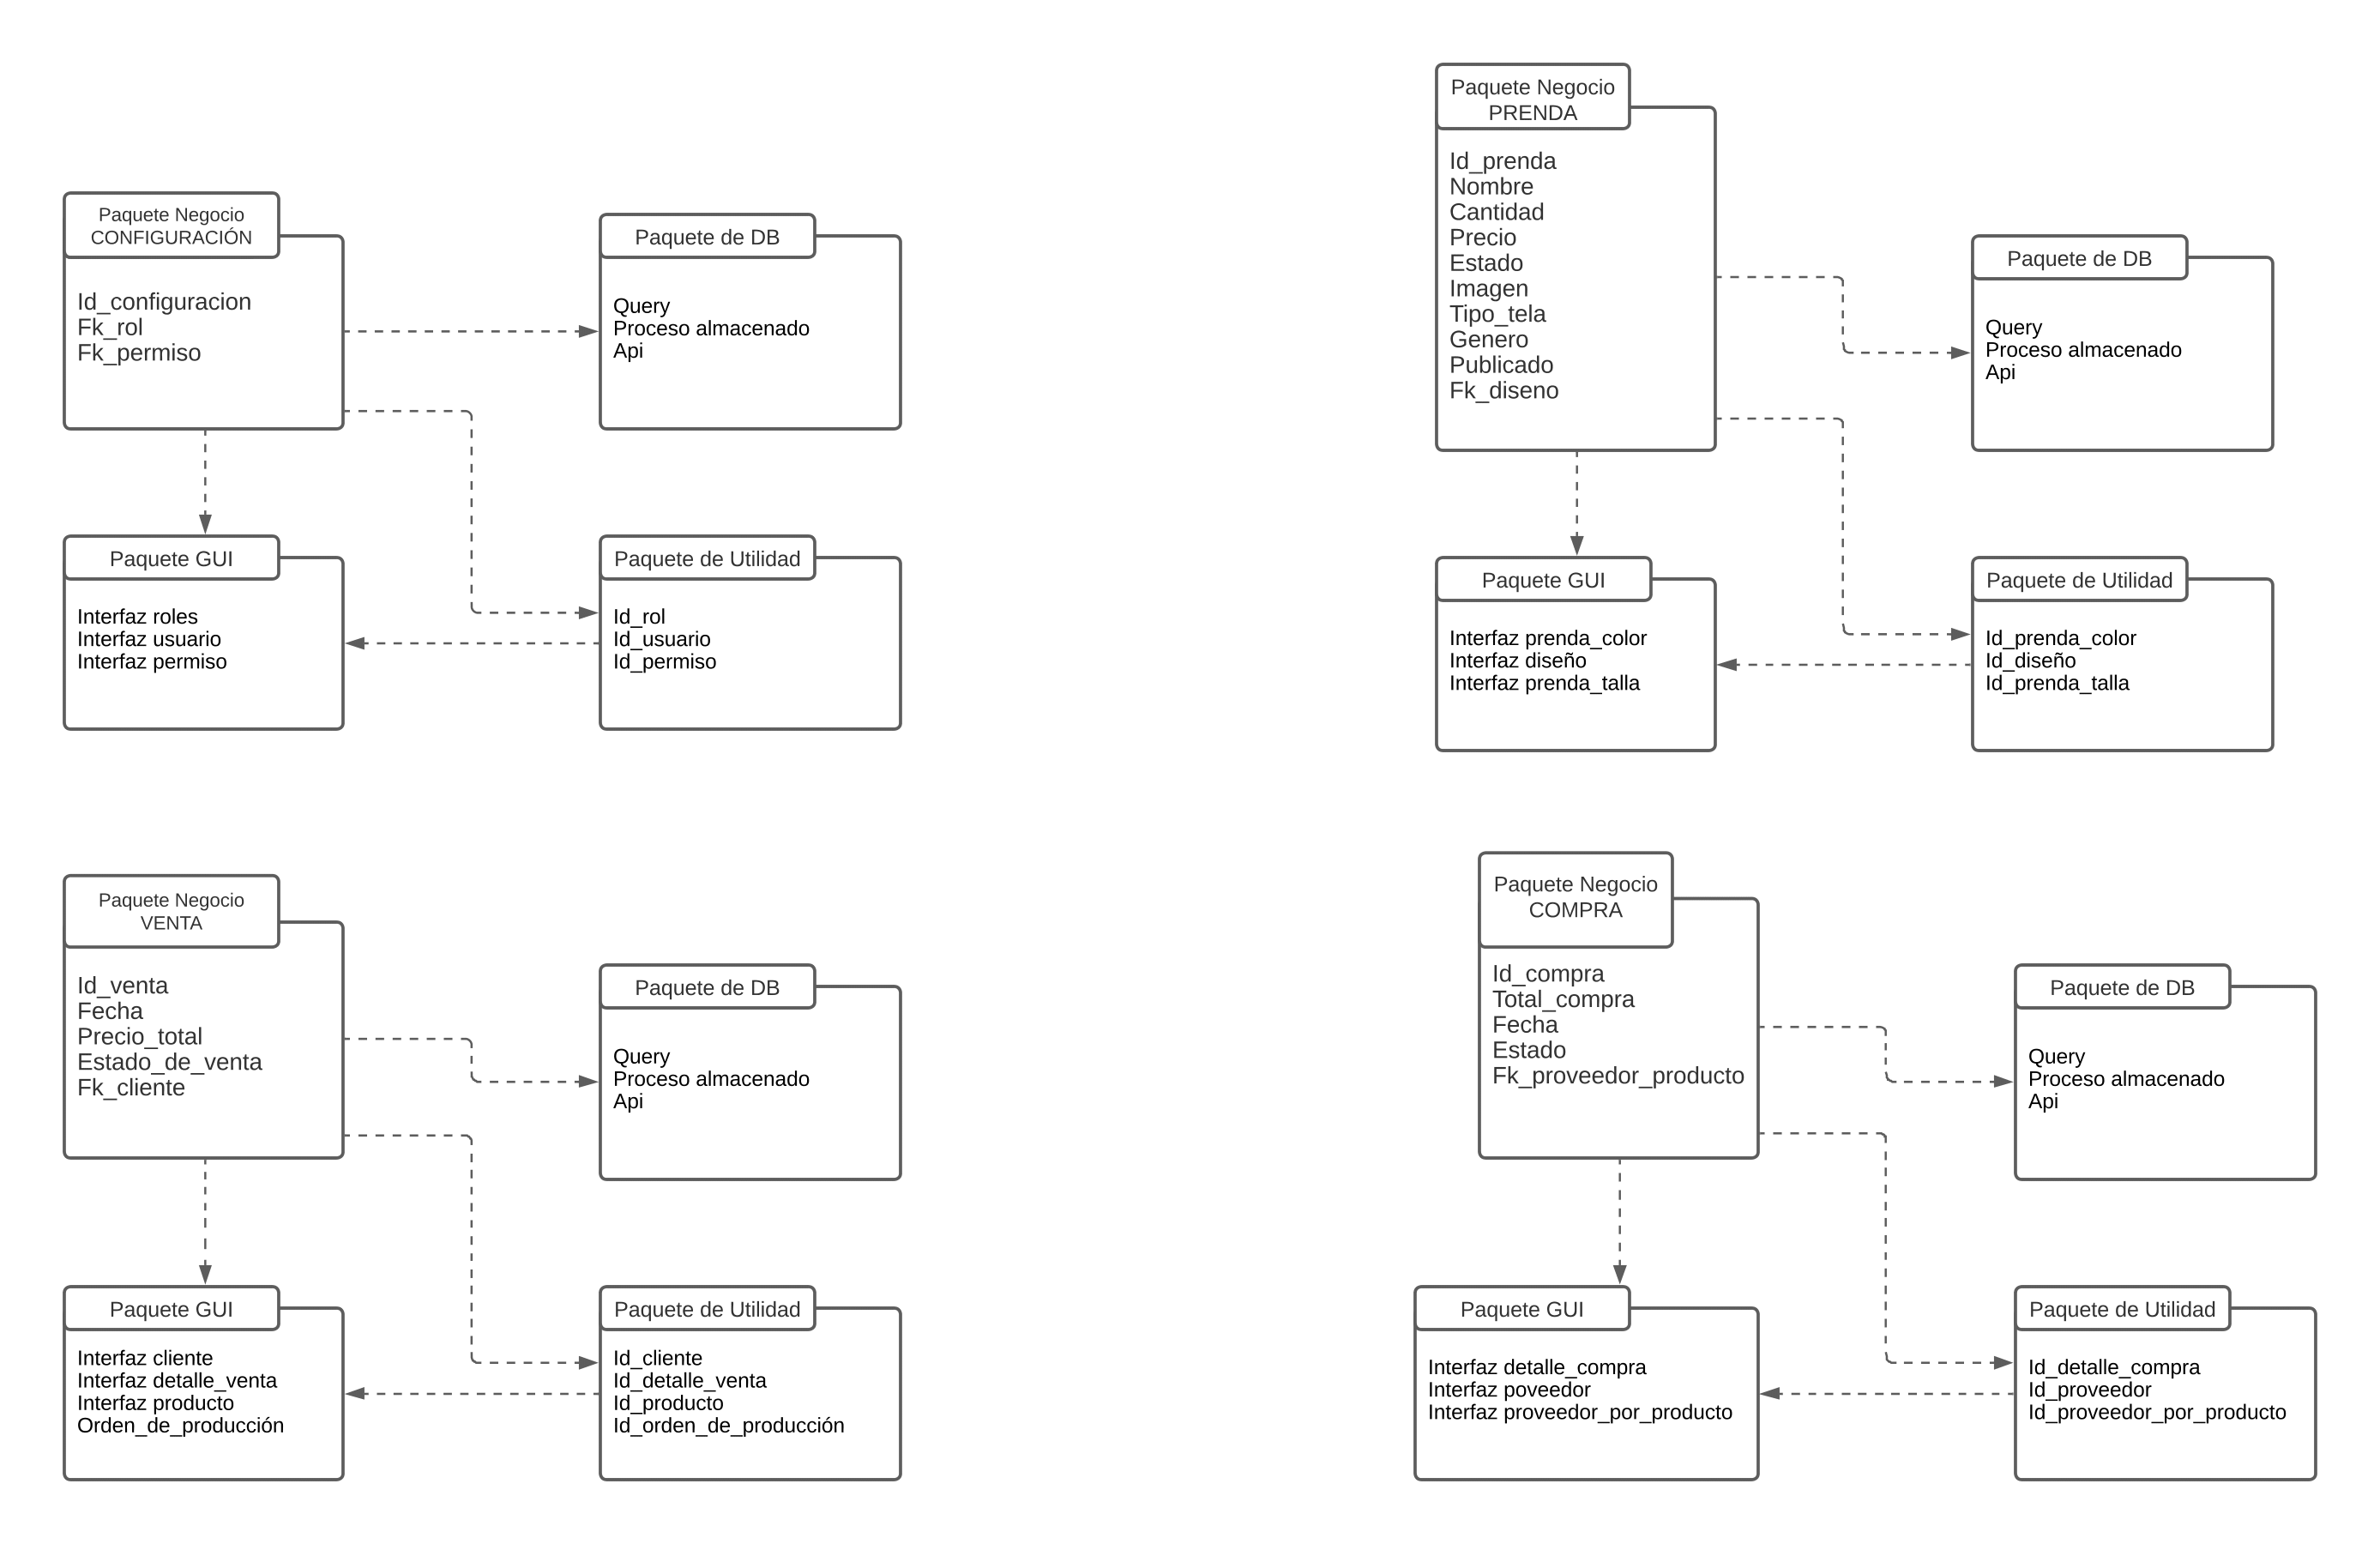 Paquete Negocio
CONFIGURACIÓN
Id_configuracion
Fk_rol
Fk_permiso
Paquete de DB
Query
Proceso almacenado
Api
Paquete GUI
Interfaz roles
Interfaz usuario
Interfaz permiso
Paquete de Utilidad
Id_rol
Id_usuario
Id_permiso
Paquete Negocio
PRENDA
Id_prenda
Nombre
Cantidad
Precio
Estado
Imagen
Tipo_tela
Genero
Publicado
Fk_diseno
Paquete de DB
Query
Proceso almacenado
Api
Paquete GUI
Interfaz prenda_color
Interfaz diseño
Interfaz prenda_talla
Paquete de Utilidad
Id_prenda_color
Id_diseño
Id_prenda_talla
Paquete Negocio
VENTA
Id_venta
Fecha
Precio_total
Estado_de_venta
Fk_cliente
Paquete de DB
Query
Proceso almacenado
Api
Paquete GUI
Interfaz cliente
Interfaz detalle_venta
Interfaz producto
Orden_de_producción
Paquete de Utilidad
Id_cliente
Id_detalle_venta
Id_producto
Id_orden_de_producción
Paquete Negocio
COMPRA
Id_compra
Total_compra
Fecha
Estado
Fk_proveedor_producto
Paquete de DB
Query
Proceso almacenado
Api
Paquete GUI
Interfaz detalle_compra
Interfaz poveedor
Interfaz proveedor_por_producto
Paquete de Utilidad
Id_detalle_compra
Id_proveedor
Id_proveedor_por_producto